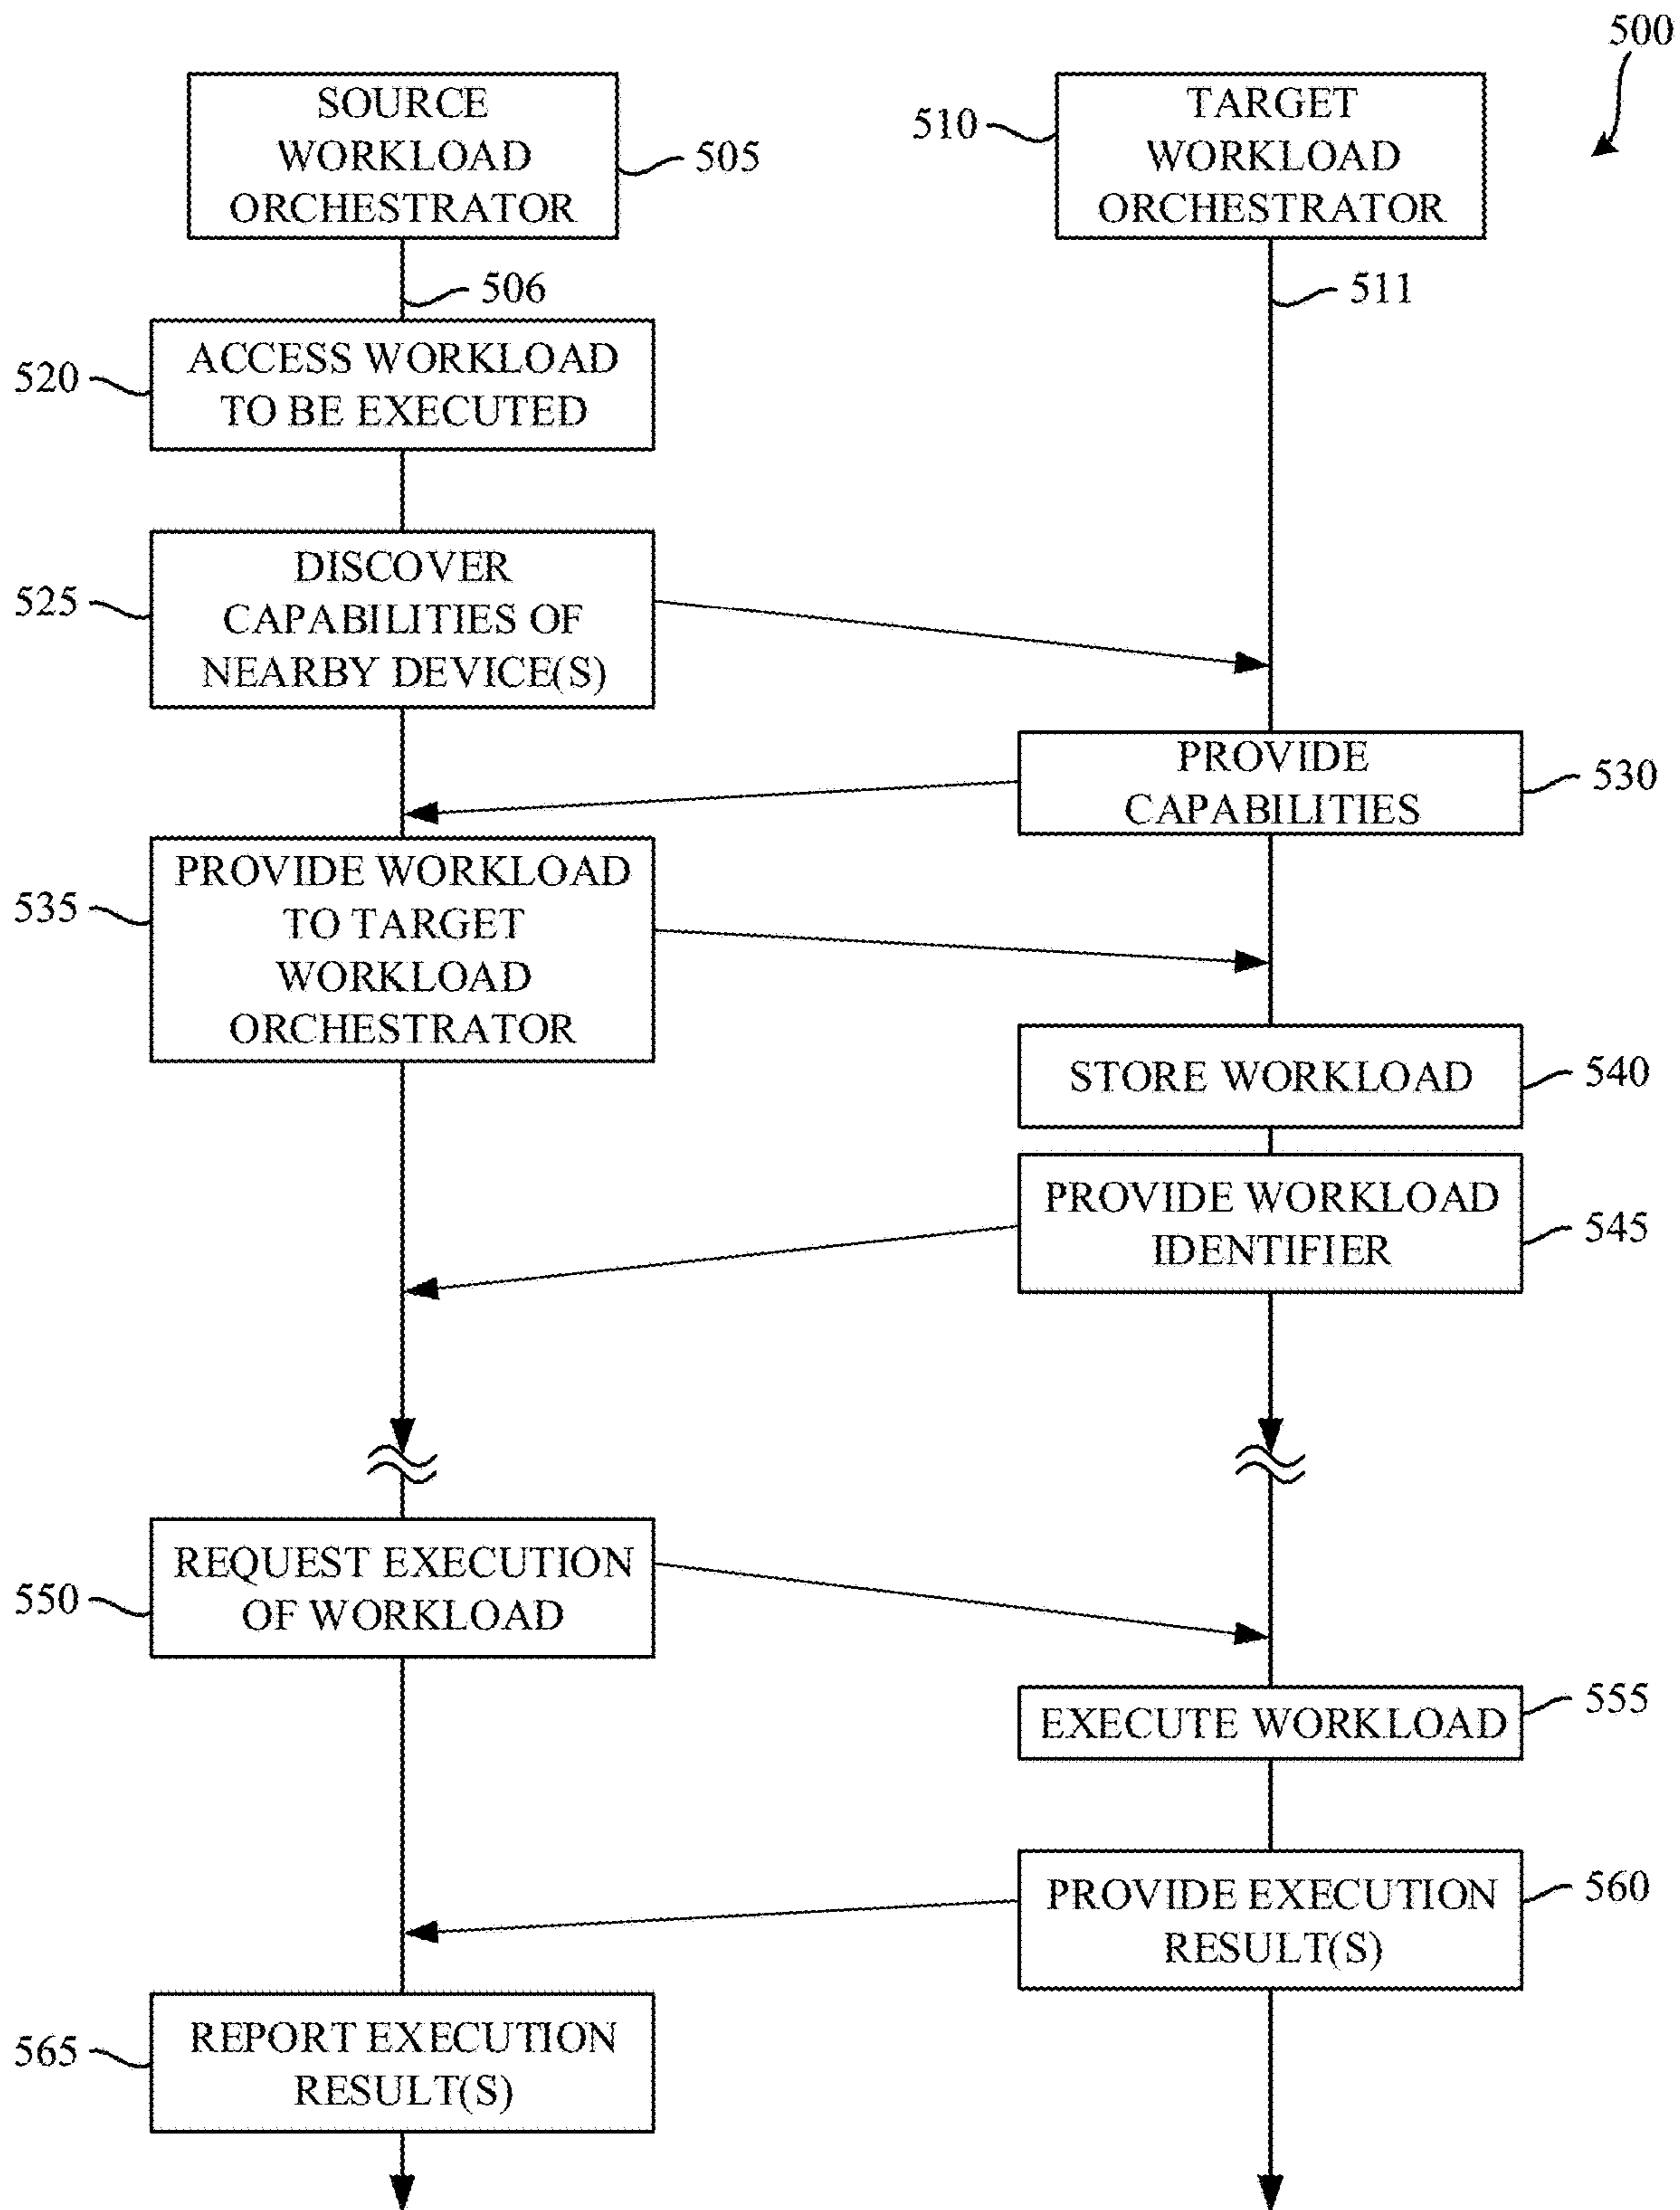 500
SOURCE
WORKLOAD
ORCHESTRATOR
505
510
TARGET
WORKLOAD
ORCHESTRATOR
506
511
520
ACCESS WORKLOAD
TO BE EXECUTED
525
DISCOVER
CAPABILITIES OF
NEARBY DEVICE(S)
PROVIDE
CAPABILITIES
530
535
PROVIDE WORKLOAD
TO TARGET
WORKLOAD
ORCHESTRATOR
STORE WORKLOAD
540
PROVIDE WORKLOAD
IDENTIFIER
545
550
REQUEST EXECUTION
OF WORKLOAD
EXECUTE WORKLOAD
555
PROVIDE EXECUTION
RESULT(S)
560
565
REPORT EXECUTION
RESULT(S)